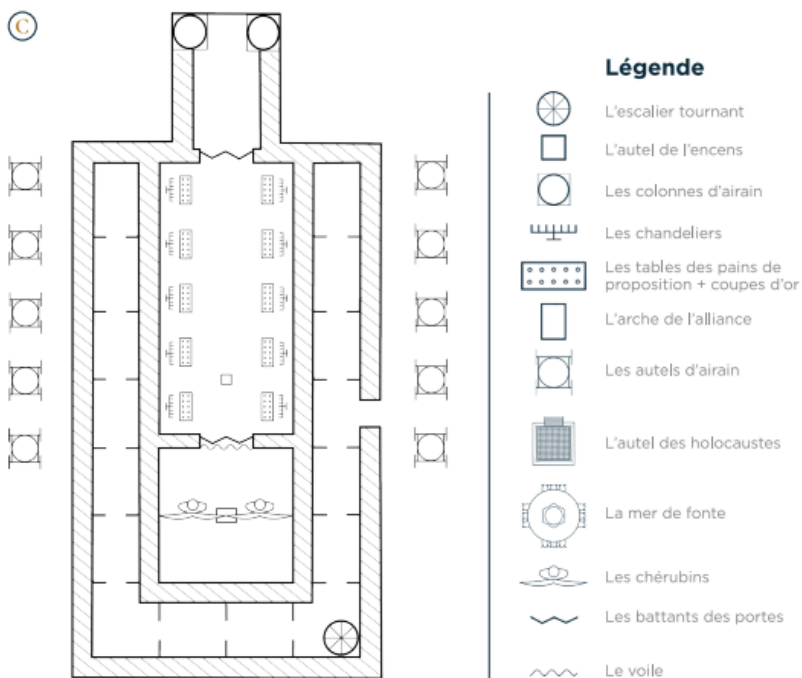 C
Légende
L'escalier tournant
L'autel de l'encens
Les colonnes d'airain
Les chandeliers
Les tables des pains de
proposition + coupes d'or
L'arche de l'alliance
Les autels d'airain
L'autel des holocaustes
La mer de fonte
Les chérubins
Les battants des portes
Le voile